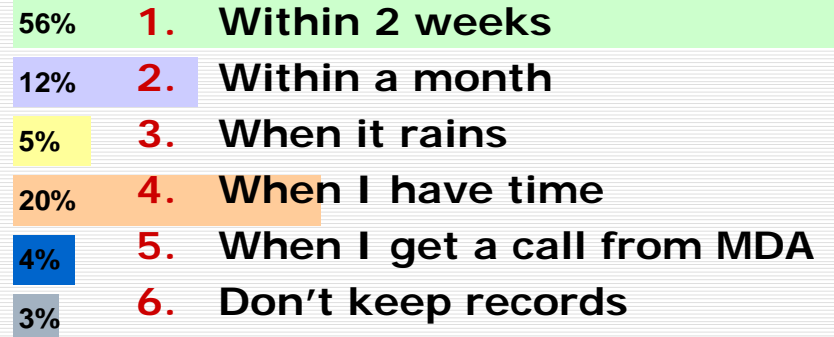 56% 1. Within 2 weeks
12% 2. Within a month
5% 3. When it rains
20% 4. When I have time
4% 5. When I get a call from MDA
3% 6. Don't keep records